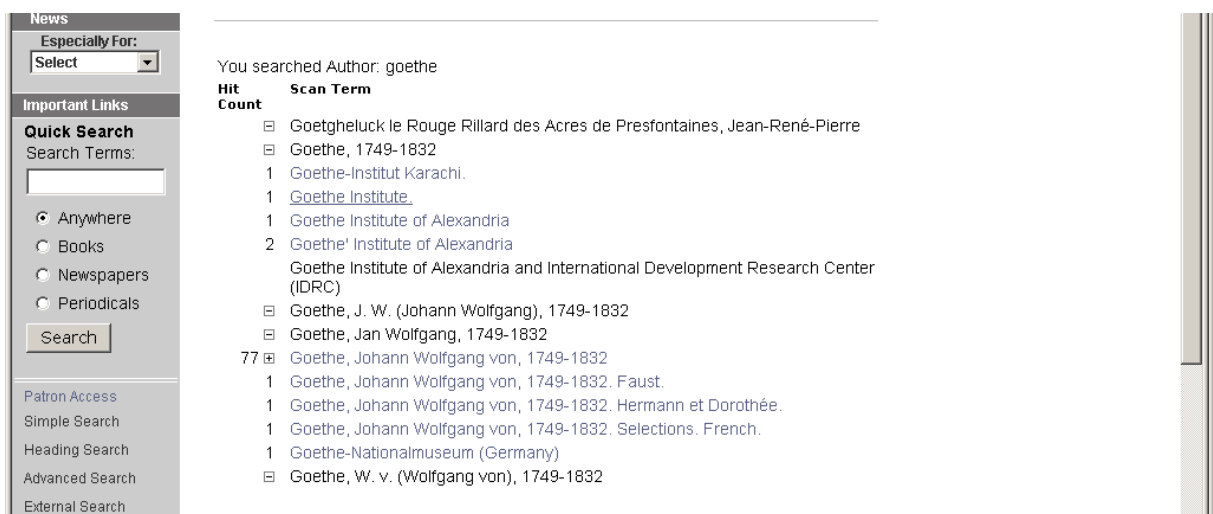 News
Especially For:
Select
Important Links
Quick Search
Search Terms:
Anywhere
Books
Newspapers
Periodicals
Search
Patron Access
Simple Search
Heading Search
Advanced Search
External Search
You searched Author: goethe
Hit Scan Term
Count
Goetgheluck le Rouge Rillard des Acres de Presfontaines, Jean-René-Pierre
Goethe, 1749-1832
1 Goethe-Institut Karachi.
1 Goethe Institute.
1 Goethe Institute of Alexandria
2 Goethe' Institute of Alexandria
Goethe Institute of Alexandria and International Development Research Center
(IDRC)
Goethe, J. W. (Johann Wolfgang), 1749-1832
Goethe, Jan Wolfgang, 1749-1832
77 Goethe, Johann Wolfgang von, 1749-1832
1 Goethe, Johann Wolfgang von, 1749-1832. Faust.
1 Goethe, Johann Wolfgang von, 1749-1832. Hermann et Dorothée.
1 Goethe, Johann Wolfgang von, 1749-1832. Selections. French.
1 Goethe-Nationalmuseum (Germany)
Goethe, W. v. (Wolfgang von), 1749-1832